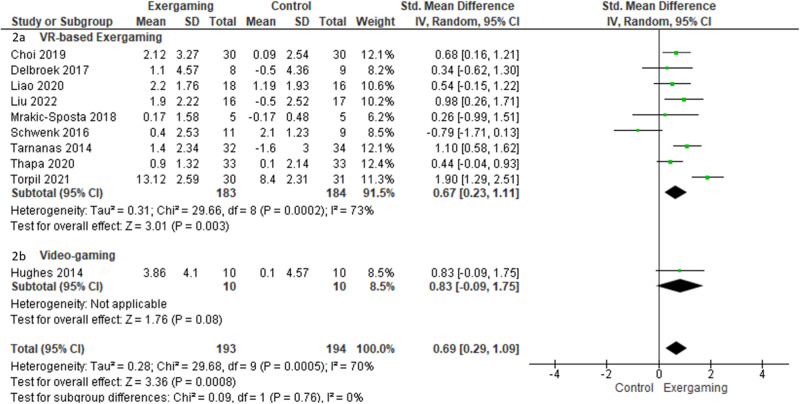 Exergaming Control Std. Mean Difference Std. Mean Difference
Study or Subgroup Mean SD Total Mean SD Total Weight IV, Random, 95% CI IV, Random, 95% CI
2a VR-based Exergaming
Choi 2019 2.12 3.27 30 0.09 2.54 30 12.1% 0.68 [0.16, 1.21]
Delbroek 2017 1.1 4.57 8 -0.5 4.36 9 8.2% 0.34 [-0.62, 1.30]
Liao 2020 2.2 1.76 18 1.19 1.93 16 10.6% 0.54 [-0.15, 1.22]
Liu 2022 1.9 2.22 16 -0.5 2.52 17 10.3% 0.98 [0.26, 1.71]
Mrakic-Sposta 2018 0.17 1.58 5 -0.17 0.48 5 6.2% 0.26 [-0.99, 1.51]
Schwenk 2016 0.4 2.53 11 2.1 1.23 9 8.5% -0.79 [-1.71, 0.13]
Tarnanas 2014 1.4 2.34 32 -1.6 3 34 12.1% 1.10 [0.58, 1.62]
Thapa 2020 0.9 1.32 33 0.1 2.14 33 12.4% 0.44 [-0.04, 0.93]
Torpil 2021 13.12 2.59 30 8.4 2.31 31 11.3% 1.90 [1.29, 2.51]
Subtotal (95% CI) 183 184 91.5% 0.67 [0.23, 1.11]
Heterogeneity: Tau² = 0.31; Chi² = 29.66, df = 8 (P = 0.0002); I² = 73%
Test for overall effect: Z = 3.01 (P = 0.003)
2b Video-gaming
Hughes 2014 3.86 4.1 10 0.1 4.57 10 8.5% 0.83 [-0.09, 1.75]
Subtotal (95% CI) 10 10 8.5% 0.83 [-0.09, 1.75]
Heterogeneity: Not applicable
Test for overall effect: Z = 1.76 (P = 0.08)
Total (95% CI) 193 194 100.0% 0.69 [0.29, 1.09]
Heterogeneity: Tau² = 0.28; Chi² = 29.68, df = 9 (P = 0.0005); I² = 70%
Test for overall effect: Z = 3.36 (P = 0.0008)
Test for subgroup differences: Chi² = 0.09, df = 1 (P = 0.76), I² = 0%
-4 -2 0 2 4
Control Exergaming